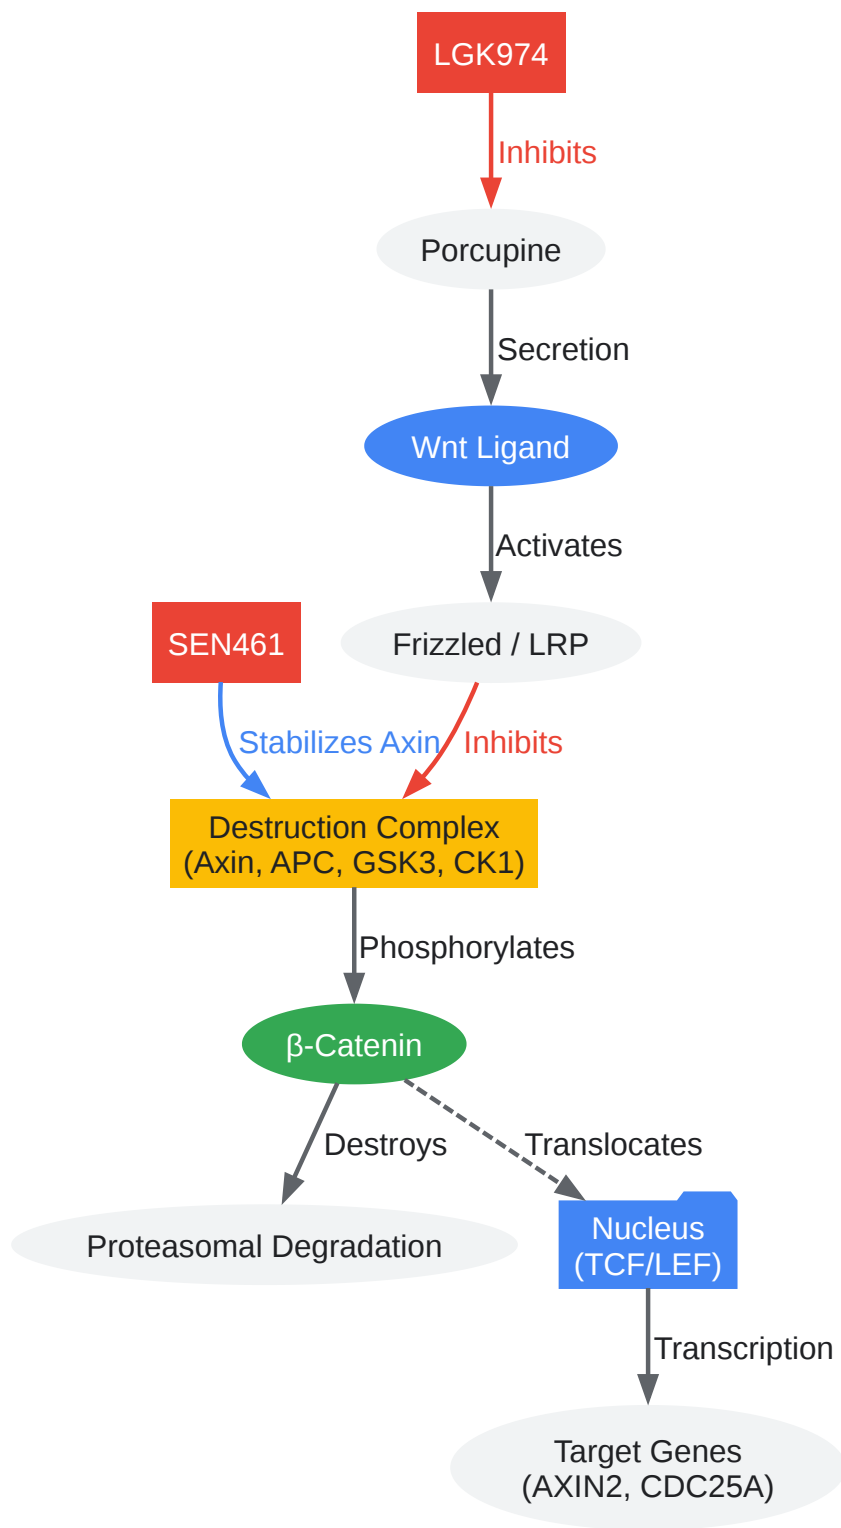 LGK974
Inhibits
Porcupine
Secretion
Wnt Ligand
Activates
SEN461
Frizzled / LRP
Stabilizes Axin
Inhibits
Destruction Complex
(Axin, APC, GSK3, CK1)
Phosphorylates
β-Catenin
Destroys
Translocates
Proteasomal Degradation
Nucleus
(TCF/LEF)
Transcription
Target Genes
(AXIN2, CDC25A)